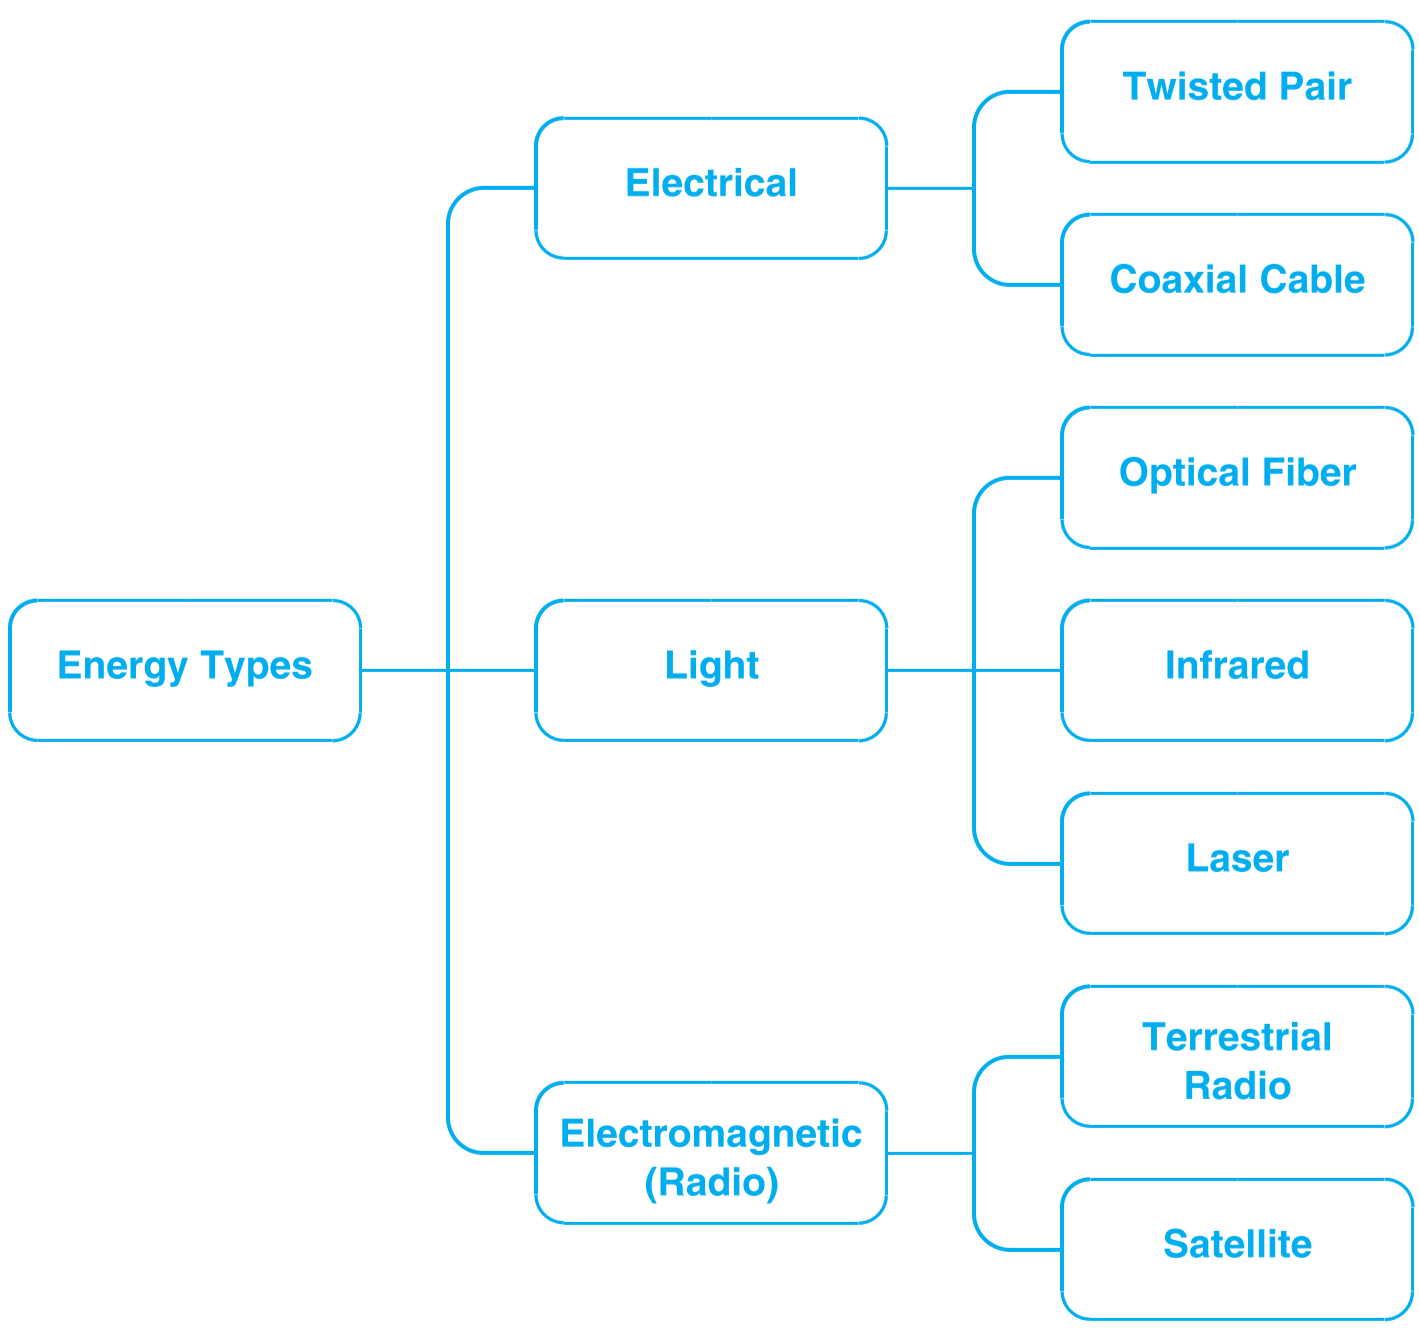 Energy Types
Electrical
Twisted Pair
Coaxial Cable
Light
Optical Fiber
Infrared
Laser
Electromagnetic
(Radio)
Terrestrial
Radio
Satellite